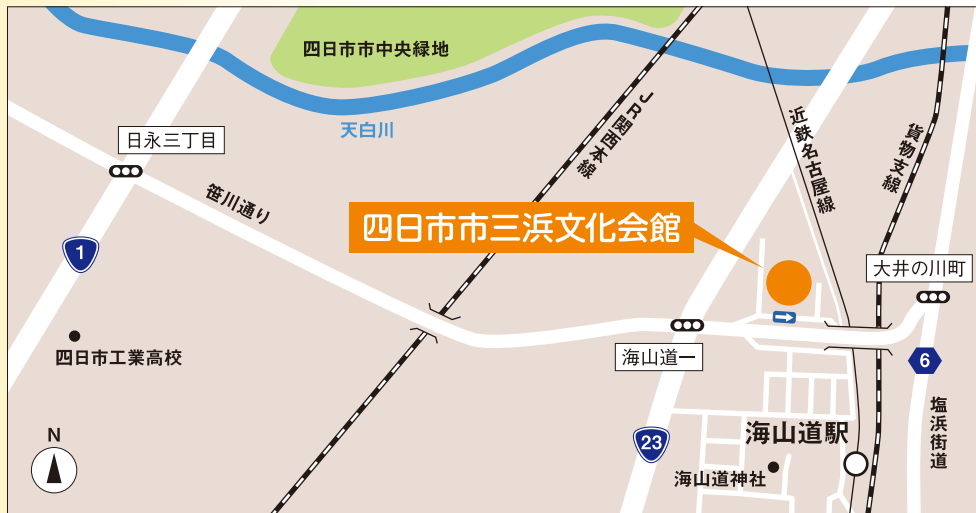 四日市市中央緑地
天白川
日永三丁目
笹川通り
JR関西本線
近鉄名古屋線
貨物支線
四日市市三浜文化会館
1
大井の川町
四日市工業高校
海山道一
6
塩浜街道
23
海山道駅
海山道神社
N